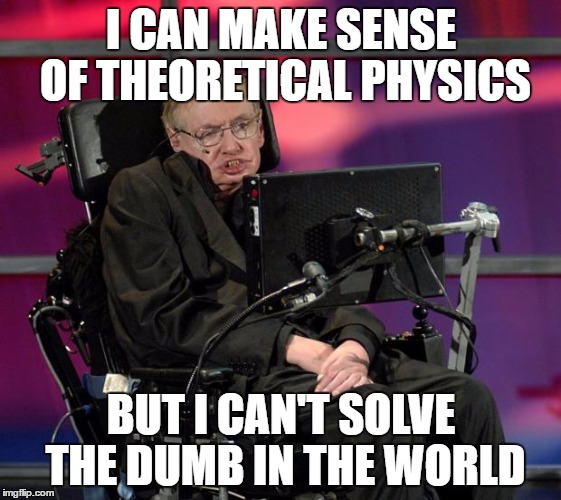 I CAN MAKE SENSE
OF THEORETICAL PHYSICS
BUT I CAN'T SOLVE
THE DUMB IN THE WORLD
imgflip.com